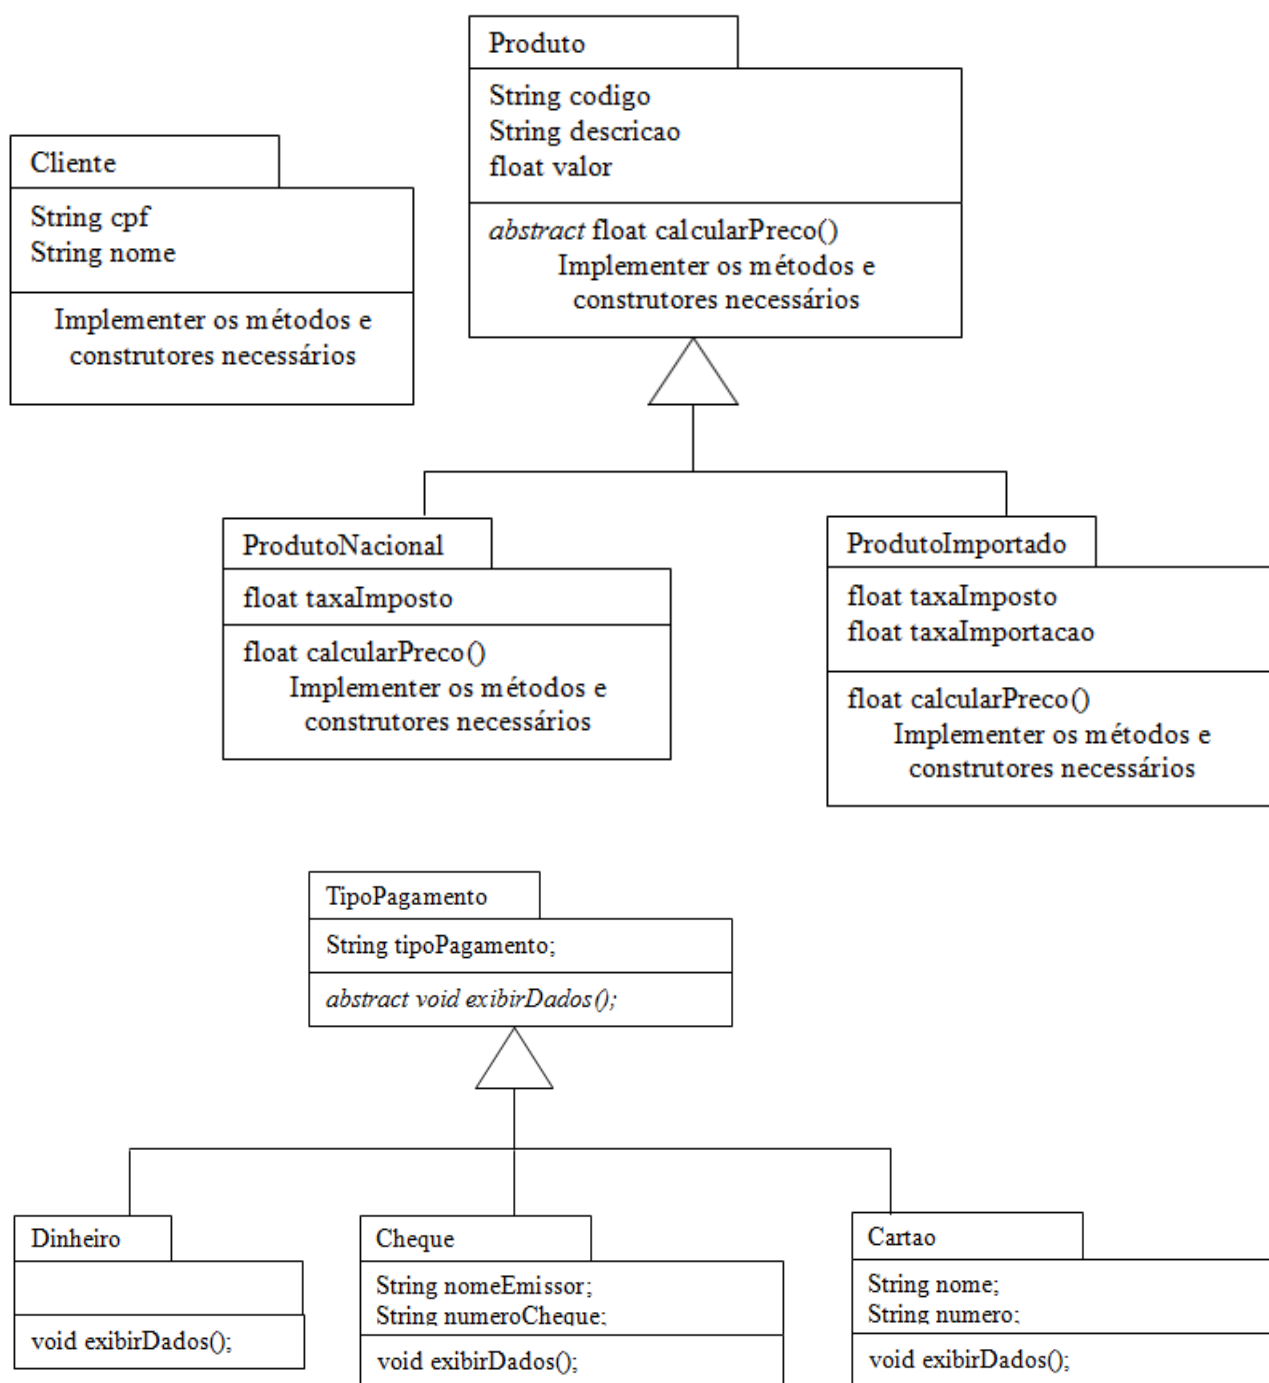 Produto
String codigo
String descricao
float valor
abstract float calcularPreco()
Implementer os métodos e
construtores necessários
Cliente
String cpf
String nome
Implementer os métodos e
construtores necessários
ProdutoNacional
float taxaImposto
float calcularPreco()
Implementer os métodos e
construtores necessários
ProdutoImportado
float taxaImposto
float taxaImportacao
float calcularPreco()
Implementer os métodos e
construtores necessários
TipoPagamento
String tipoPagamento;
abstract void exibirDados();
Dinheiro
void exibirDados();
Cheque
String nomeEmissor;
String numeroCheque;
void exibirDados();
Cartao
String nome;
String numero;
void exibirDados();